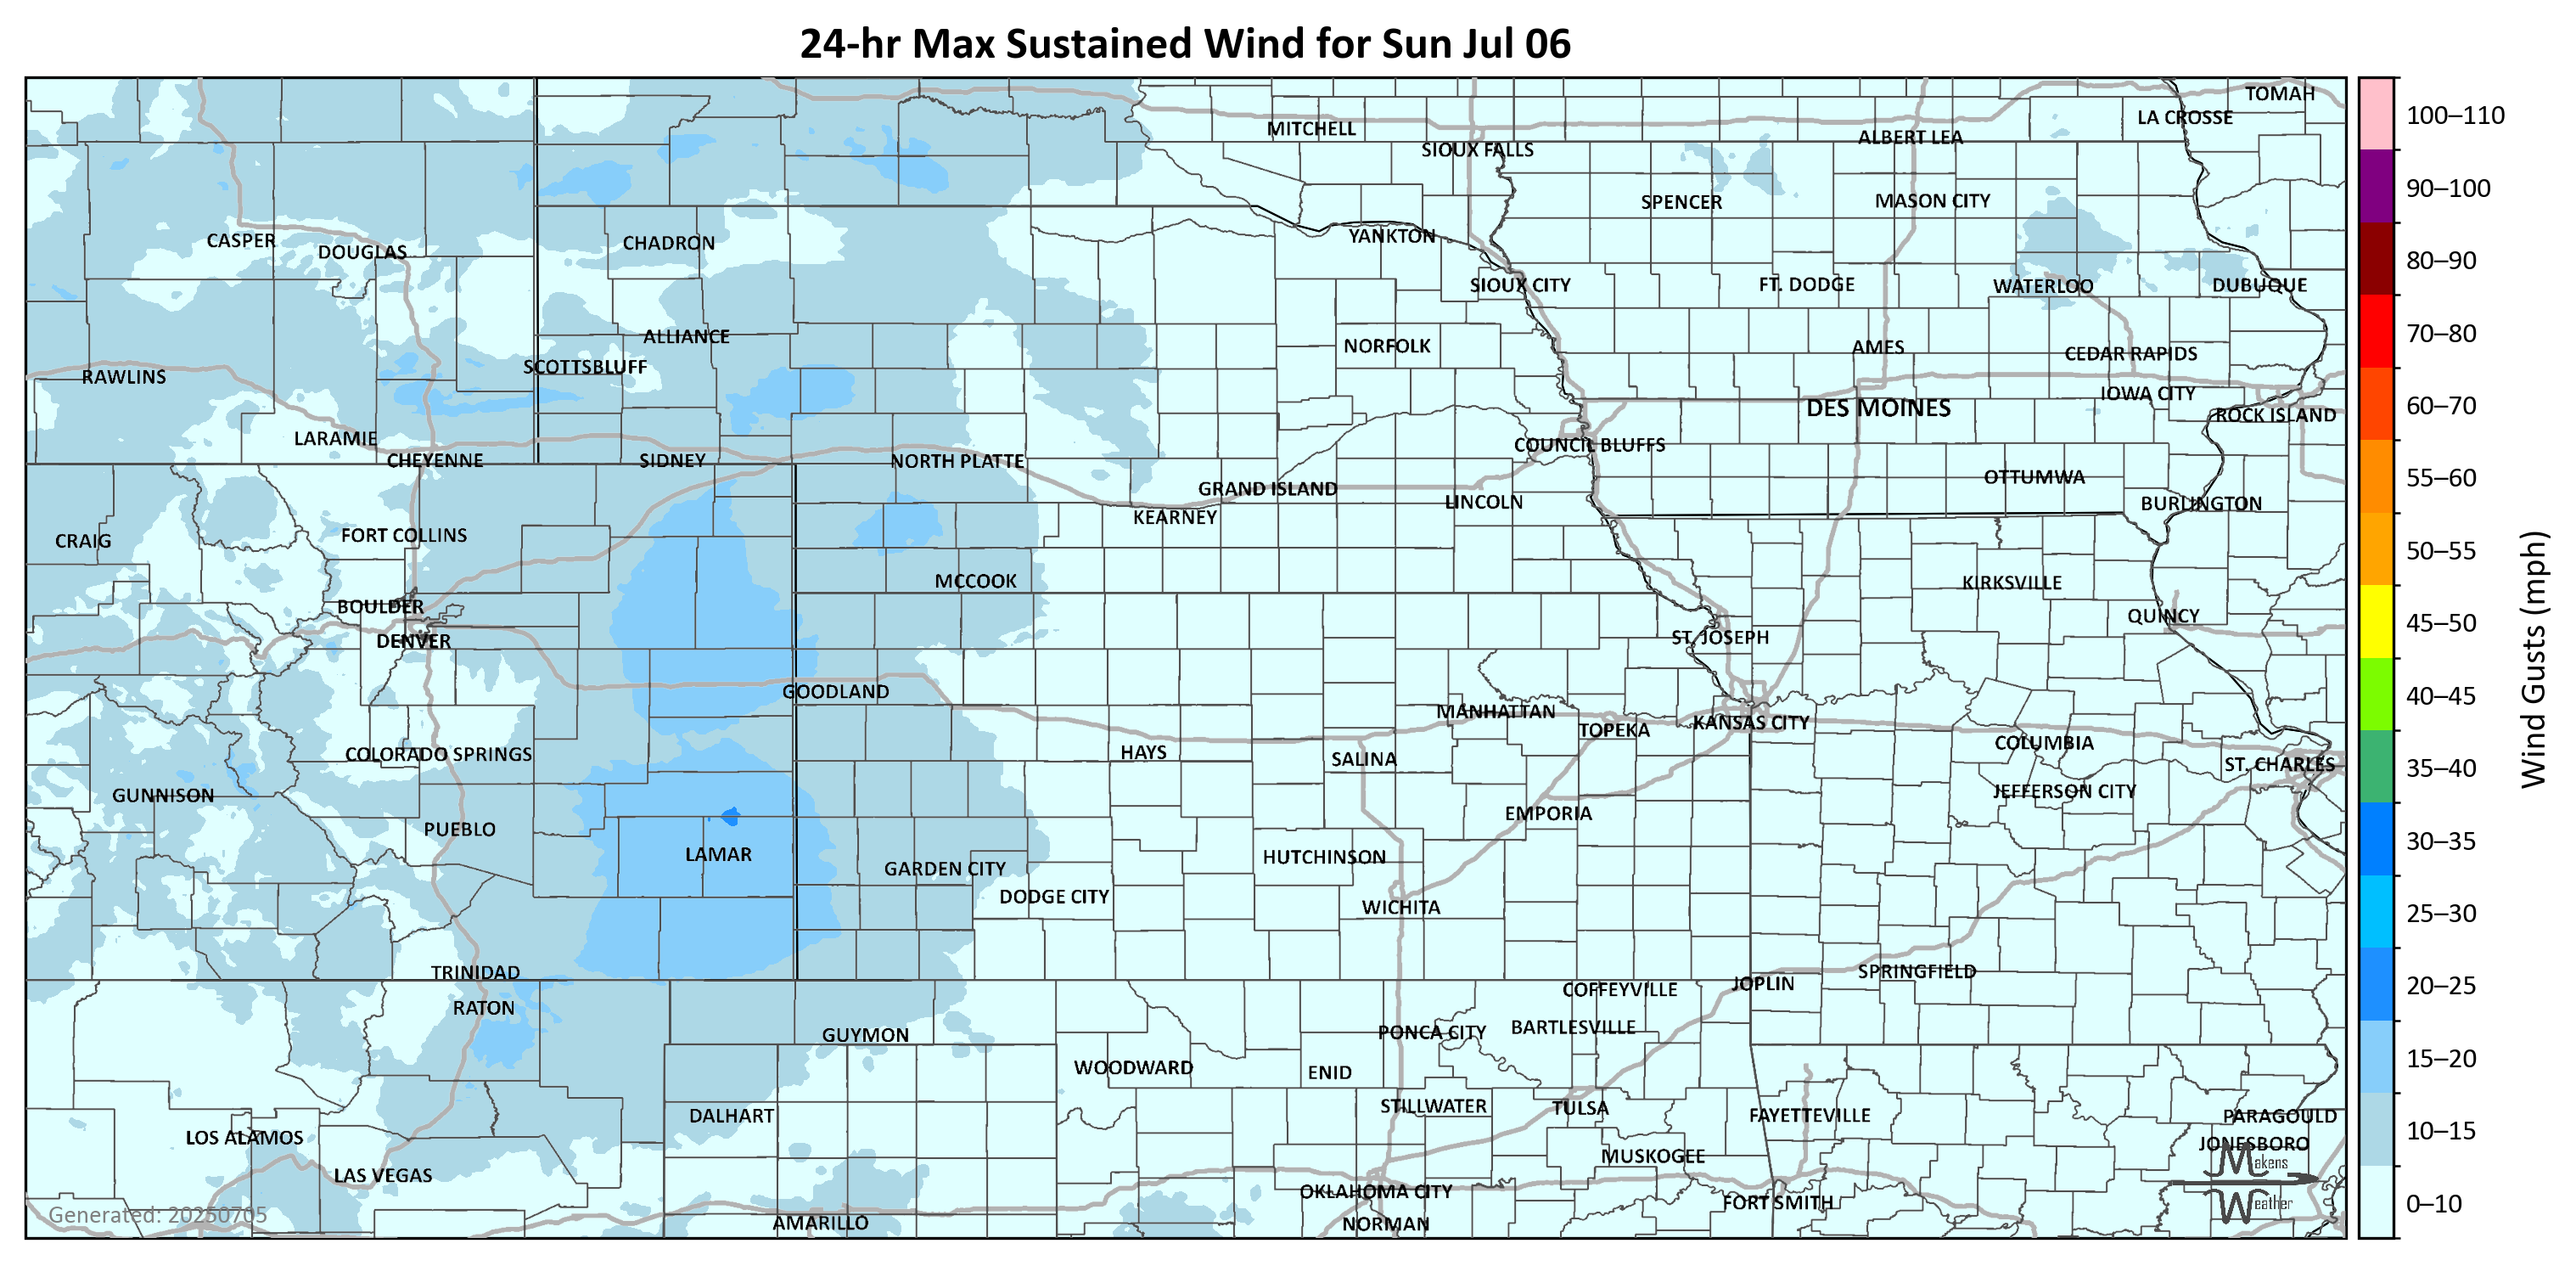 24-hr Max Sustained Wind for Sun Jul 06
TOMAH
LA CROSSE
MITCHELL
ALBERT LEA
SIOUX FALLS
SPENCER
MASON CITY
CASPER
DOUGLAS
CHADRON
YANKTON
SIOUX CITY
FT. DODGE
WATERLOO
DUBUQUE
ALLIANCE
NORFOLK
AMES
CEDAR RAPIDS
SCOTTSBLUFF
RAWLINS
IOWA CITY
DES MOINES
ROCK ISLAND
LARAMIE
COUNCIL BLUFFS
CHEYENNE
SIDNEY
NORTH PLATTE
OTTUMWA
GRAND ISLAND
LINCOLN
BURLINGTON
KEARNEY
FORT COLLINS
CRAIG
MCCOOK
KIRKSVILLE
BOULDER
QUINCY
DENVER
ST. JOSEPH
GOODLAND
MANHATTAN
TOPEKA
KANSAS CITY
COLUMBIA
COLORADO SPRINGS
HAYS
SALINA
ST. CHARLES
GUNNISON
JEFFERSON CITY
EMPORIA
PUEBLO
LAMAR
HUTCHINSON
GARDEN CITY
DODGE CITY
WICHITA
TRINIDAD
SPRINGFIELD
JOPLIN
COFFEYVILLE
RATON
GUYMON
PONCA CITY
BARTLESVILLE
WOODWARD
ENID
STILLWATER
TULSA
DALHART
FAYETTEVILLE
PARAGOULD
LOS ALAMOS
JONESBORO
MUSKOGEE
LAS VEGAS
OKLAHOMA CITY
FORT SMITH
AMARILLO
NORMAN
Generated: 20250705
Makens
Weather
100–110
90–100
80–90
70–80
60–70
55–60
50–55
45–50
40–45
35–40
30–35
25–30
20–25
15–20
10–15
0–10
Wind Gusts (mph)